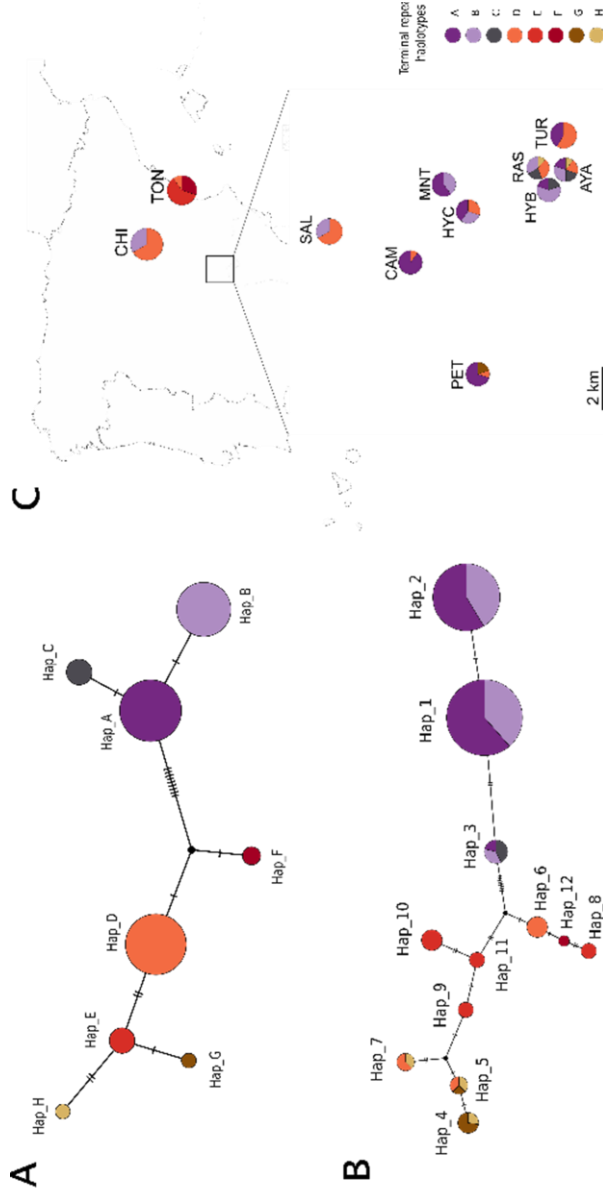 A
Hap_C
Hap_B
Hap_A
Hap_F
Hap_D
Hap_E
Hap_G
Hap_H
B
Hap_2
Hap_1
Hap_3
Hap_10
Hap_6
Hap_12
Hap_8
Hap_11
Hap_9
Hap_7
Hap_5
Hap_4
C
CHI
TON
SAL
MNT
HYC
CAM
RAS
TUR
HYB
AYA
PET
2 km
Terminal repea
haplotypes
A
B
C
D
E
F
G
H